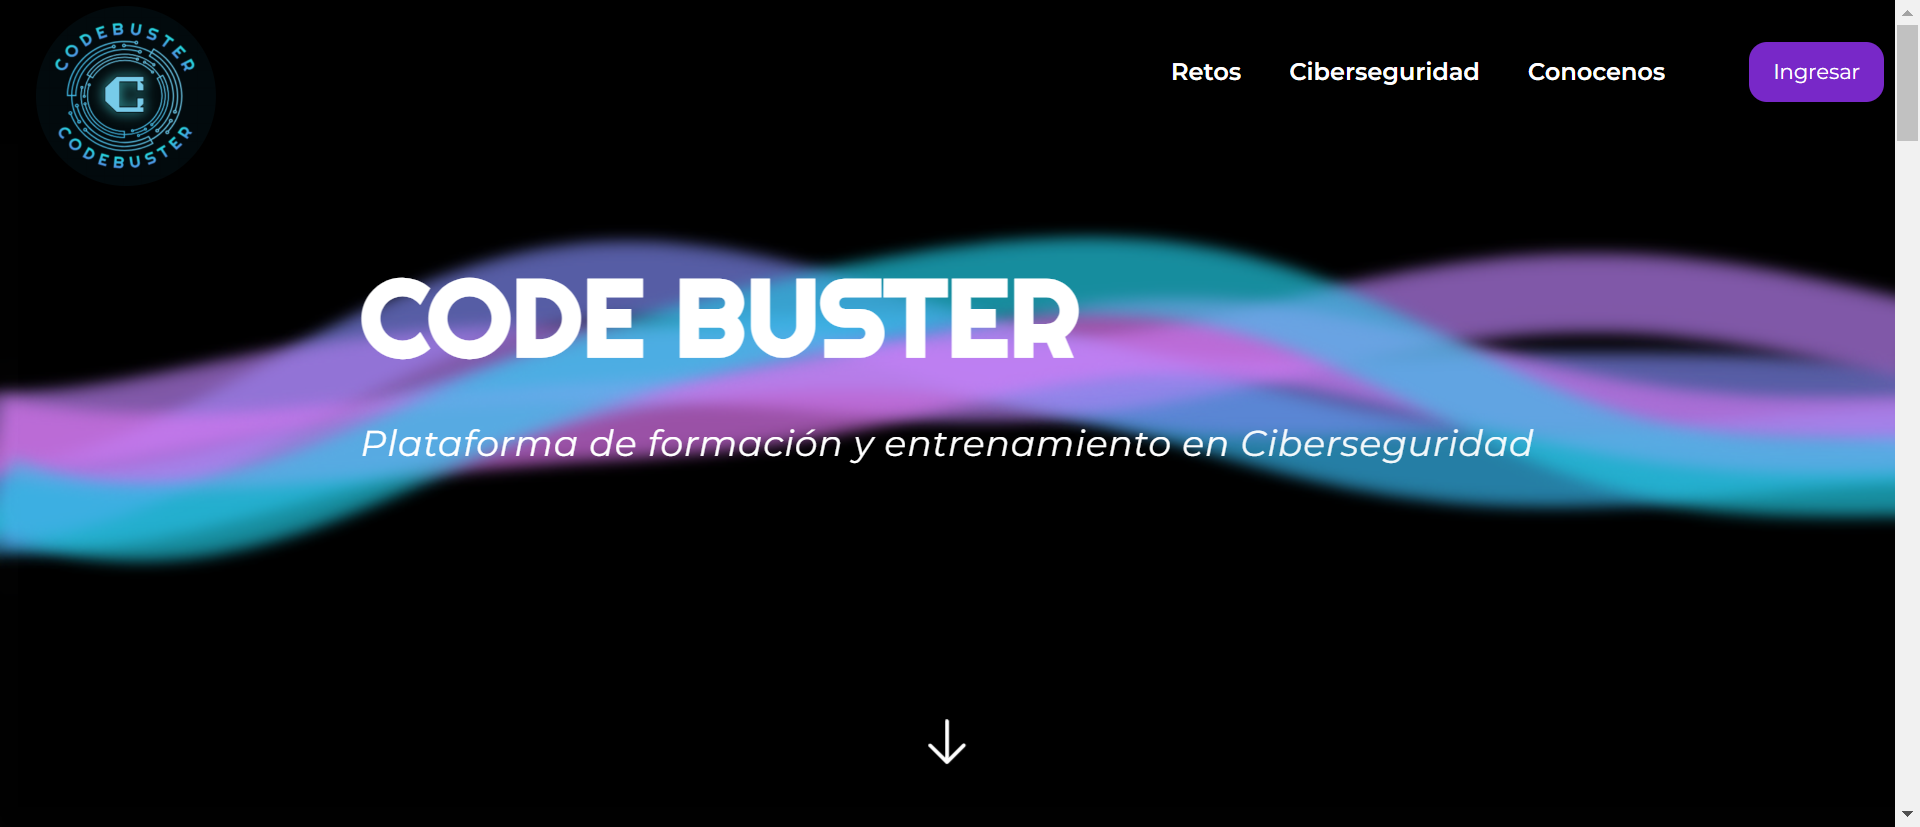 CODEBUSTER
C
CODEBUSTER
Retos Ciberseguridad Conocenos Ingresar
CODE BUSTER
Plataforma de formación y entrenamiento en Ciberseguridad